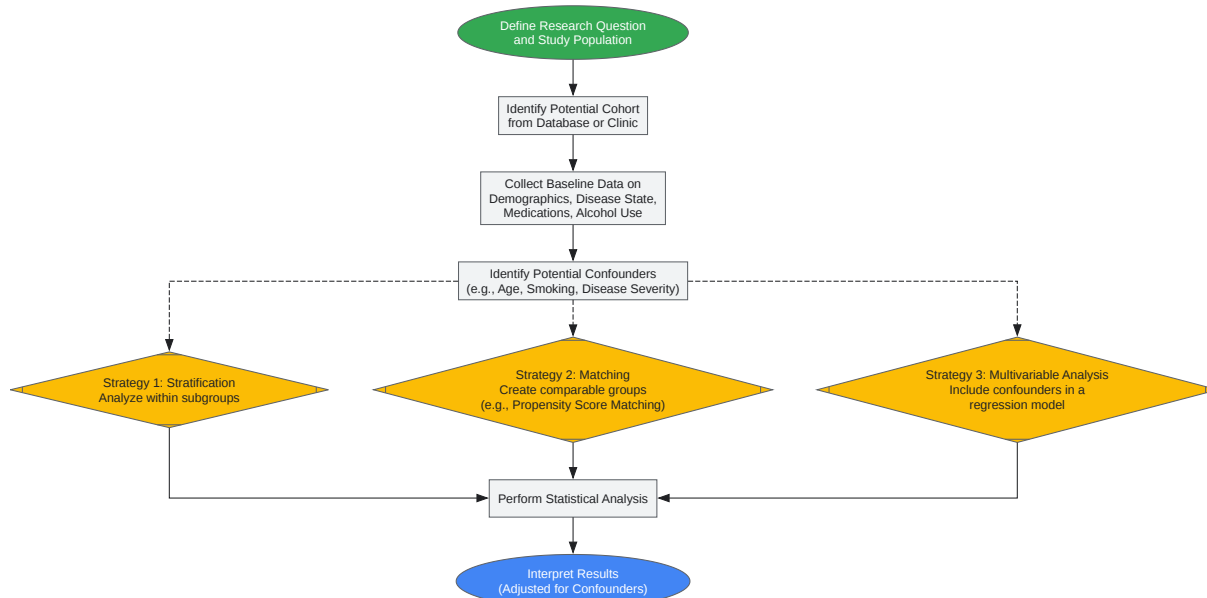 Define Research Question
and Study Population
Identify Potential Cohort
from Database or Clinic
Collect Baseline Data on
Demographics, Disease State,
Medications, Alcohol Use
Identify Potential Confounders
(e.g., Age, Smoking, Disease Severity)
Strategy 1: Stratification
Analyze within subgroups
Strategy 2: Matching
Create comparable groups
(e.g., Propensity Score Matching)
Strategy 3: Multivariable Analysis
Include confounders in a
regression model
Perform Statistical Analysis
Interpret Results
(Adjusted for Confounders)